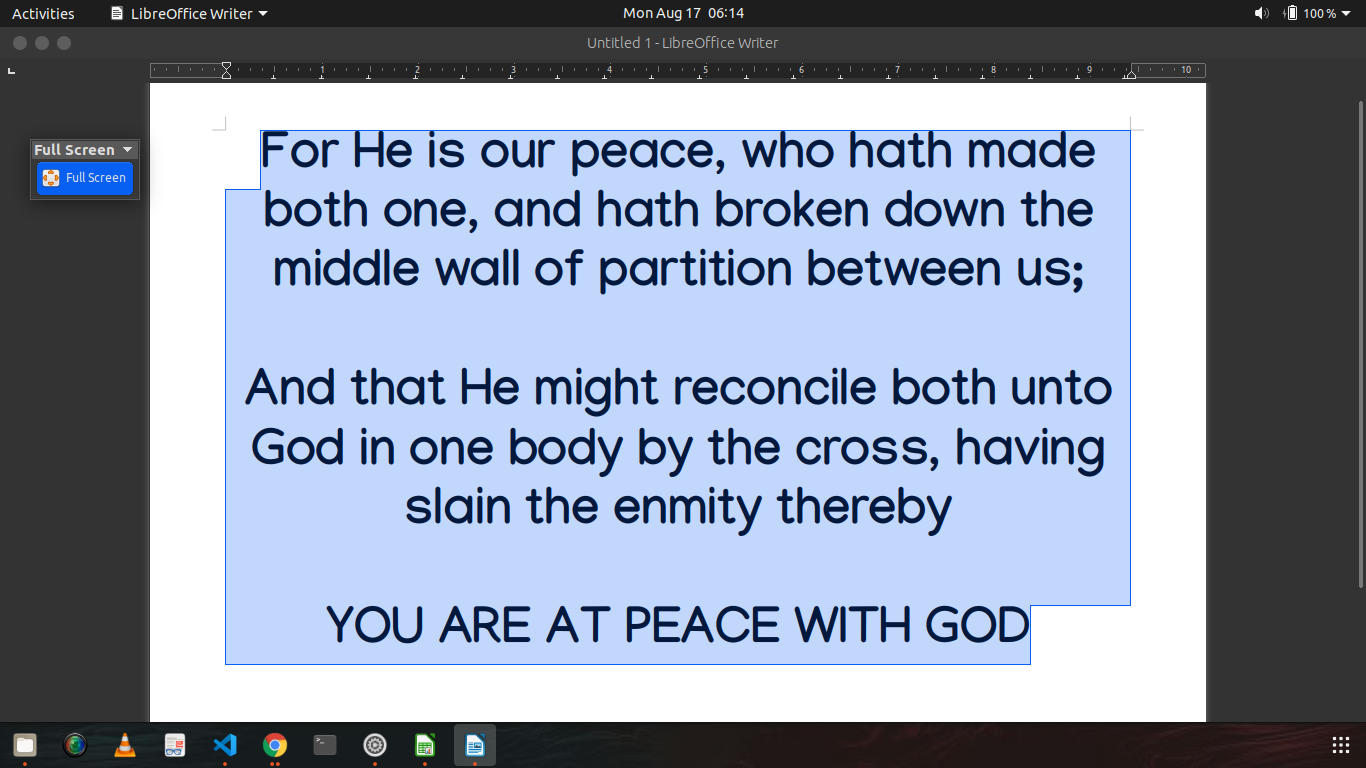 Activities LibreOffice Writer Mon Aug 17 06:14 100 %
Untitled 1 - LibreOffice Writer
1 2 3 4 5 6 7 8 9 10
Full Screen
Full Screen
For He is our peace, who hath made
both one, and hath broken down the
middle wall of partition between us;
And that He might reconcile both unto
God in one body by the cross, having
slain the enmity thereby
YOU ARE AT PEACE WITH GOD